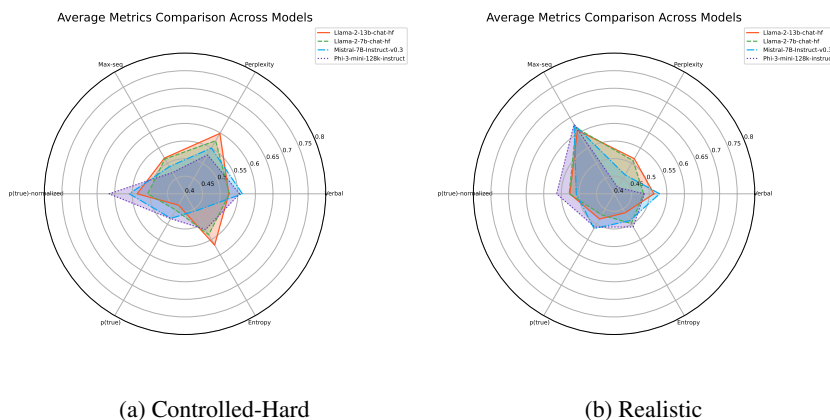 Average Metrics Comparison Across Models
Llama-2-13b-chat-hf
Llama-2-7b-chat-hf
Mistral-7B-Instruct-v0.3
Phi-3-mini-128k-instruct
Max-seq
Perplexity
0.8
0.75
0.7
0.65
0.6
0.55
0.5
0.45
0.4
p(true)-normalized
Verbal
p(true)
Entropy
(a) Controlled-Hard
Average Metrics Comparison Across Models
Llama-2-13b-chat-hf
Llama-2-7b-chat-hf
Mistral-7B-Instruct-v0.3
Phi-3-mini-128k-instruct
Max-seq
Perplexity
0.8
0.75
0.7
0.65
0.6
0.55
0.5
0.45
0.4
p(true)-normalized
Verbal
p(true)
Entropy
(b) Realistic